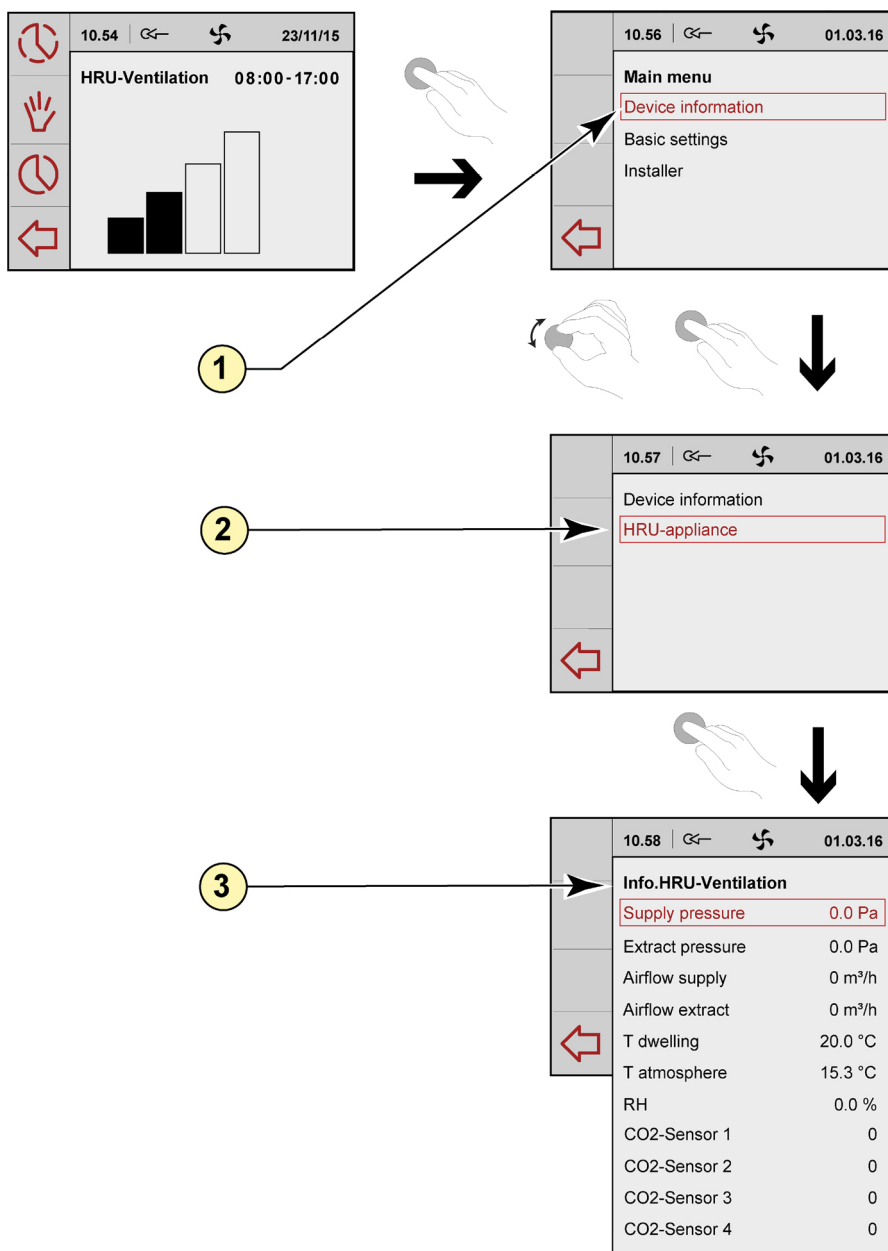 10.54
23/11/15
HRU-Ventilation 08:00-17:00
10.56
01.03.16
Main menu
Device information
Basic settings
Installer
1
10.57
01.03.16
Device information
HRU-appliance
2
10.58
01.03.16
Info.HRU-Ventilation
Supply pressure 0.0 Pa
Extract pressure 0.0 Pa
Airflow supply 0 m³/h
Airflow extract 0 m³/h
T dwelling 20.0 °C
T atmosphere 15.3 °C
RH 0.0 %
CO2-Sensor 1 0
CO2-Sensor 2 0
CO2-Sensor 3 0
CO2-Sensor 4 0
3